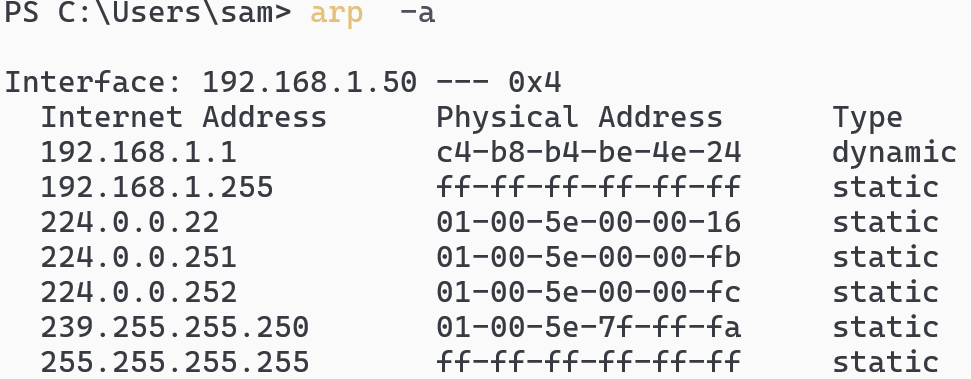 PS C:\Users\sam> arp  -a
Interface: 192.168.1.50 --- 0x4
  Internet Address      Physical Address      Type
  192.168.1.1           c4-b8-b4-be-4e-24     dynamic
  192.168.1.255         ff-ff-ff-ff-ff-ff     static
  224.0.0.22            01-00-5e-00-00-16     static
  224.0.0.251           01-00-5e-00-00-fb     static
  224.0.0.252           01-00-5e-00-00-fc     static
  239.255.255.250       01-00-5e-7f-ff-fa     static
  255.255.255.255       ff-ff-ff-ff-ff-ff     static